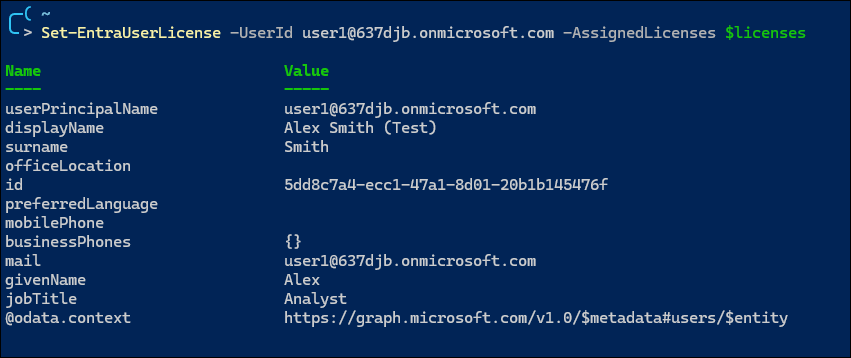 ~
> Set-EntraUserLicense -UserId user1@637djb.onmicrosoft.com -AssignedLicenses $licenses
Name Value
---- -----
userPrincipalName user1@637djb.onmicrosoft.com
displayName Alex Smith (Test)
surname Smith
officeLocation
id 5dd8c7a4-ecc1-47a1-8d01-20b1b145476f
preferredLanguage
mobilePhone
businessPhones {}
mail user1@637djb.onmicrosoft.com
givenName Alex
jobTitle Analyst
@odata.context https://graph.microsoft.com/v1.0/$metadata#users/$entity